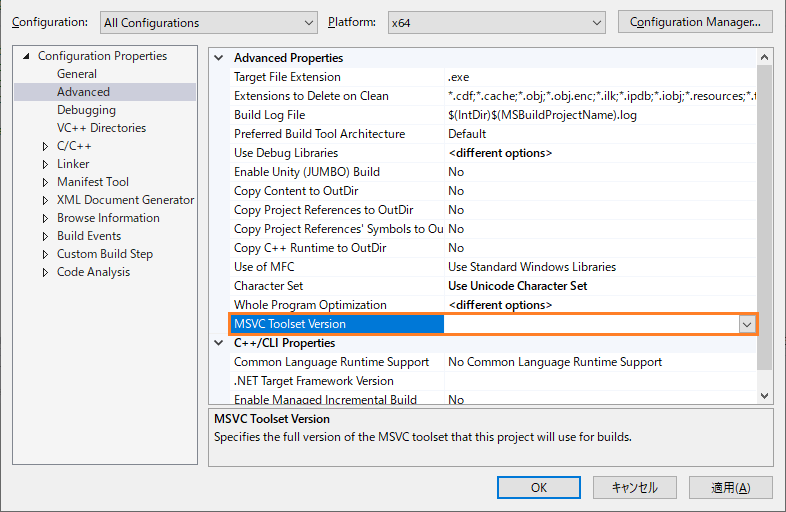 Configuration: All Configurations Platform: x64 Configuration Manager...
Configuration Properties
General
Advanced
Debugging
VC++ Directories
C/C++
Linker
Manifest Tool
XML Document Generator
Browse Information
Build Events
Custom Build Step
Code Analysis
Advanced Properties
Target File Extension .exe
Extensions to Delete on Clean *.cdf;*.cache;*.obj;*.obj.enc;*.ilk;*.ipdb;*.iobj;*.resources;*.
Build Log File $(IntDir)$(MSBuildProjectName).log
Preferred Build Tool Architecture Default
Use Debug Libraries <different options>
Enable Unity (JUMBO) Build No
Copy Content to OutDir No
Copy Project References to OutDir No
Copy Project References' Symbols to Ou No
Copy C++ Runtime to OutDir No
Use of MFC Use Standard Windows Libraries
Character Set Use Unicode Character Set
Whole Program Optimization <different options>
MSVC Toolset Version
C++/CLI Properties
Common Language Runtime Support No Common Language Runtime Support
.NET Target Framework Version
Enable Managed Incremental Build No
MSVC Toolset Version
Specifies the full version of the MSVC toolset that this project will use for builds.
OK キャンセル 適用(A)